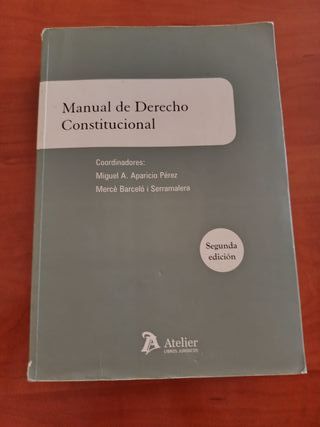 Manual de Derecho
Constitucional
Coordinadores:
Miguel A. Aparicio Pérez
Mercè Barceló i Serramalera
Segunda
edición
Atelier
LIBROS JURÍDICOS